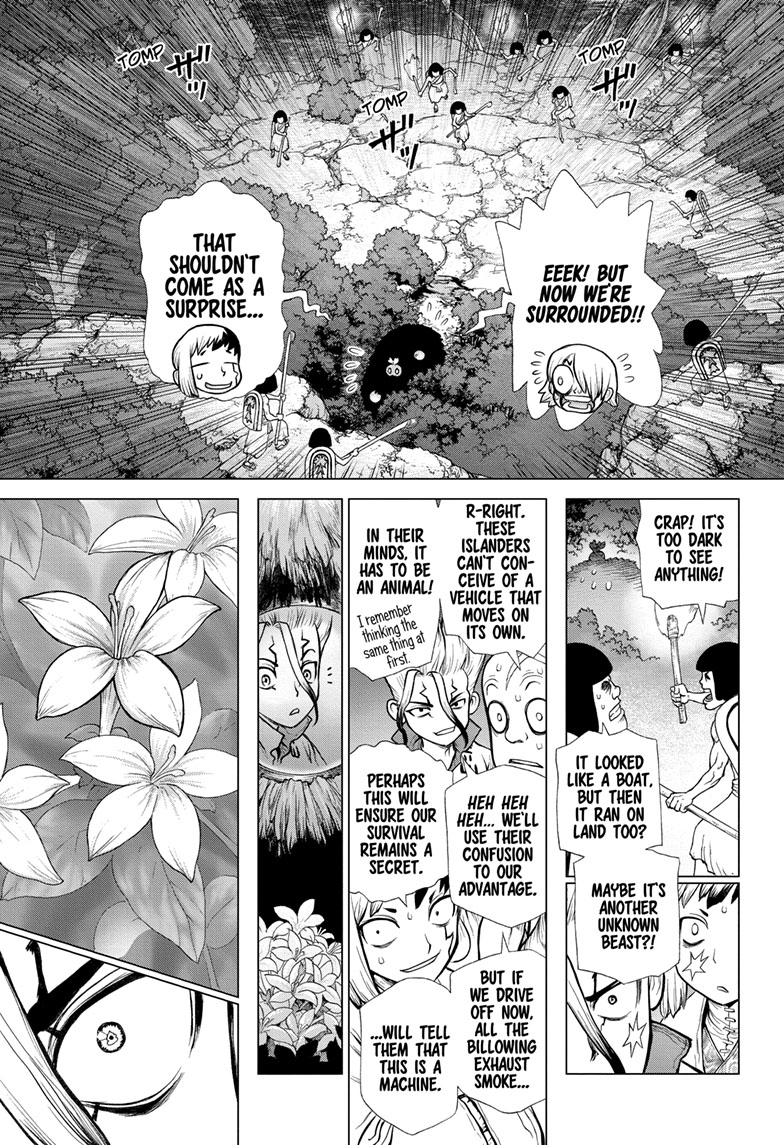 TOMP
ザッ
TOMP
ザッ
TOMP
ザッ
EEEK! BUT
NOW WE'RE
SURROUNDED!!
THAT
SHOULDN'T
COME AS A
SURPRISE...
CRAP! IT'S
TOO DARK
TO SEE
ANYTHING!
IT LOOKED
LIKE A BOAT,
BUT THEN
IT RAN ON
LAND TOO?
MAYBE IT'S
ANOTHER
UNKNOWN
BEAST?!
R-RIGHT.
THESE
ISLANDERS
CAN'T CON-
CEIVE OF A
VEHICLE THAT
MOVES ON
ITS OWN.
IN THEIR
MINDS, IT
HAS TO BE
AN ANIMAL!
I remember
thinking the
same thing at
first.
HEH HEH
HEH... WE'LL
USE THEIR
CONFUSION
TO OUR
ADVANTAGE.
PERHAPS
THIS WILL
ENSURE OUR
SURVIVAL
REMAINS A
SECRET.
BUT IF
WE DRIVE
OFF NOW,
ALL THE
BILLOWING
EXHAUST
SMOKE...
...WILL TELL
THEM THAT
THIS IS A
MACHINE.